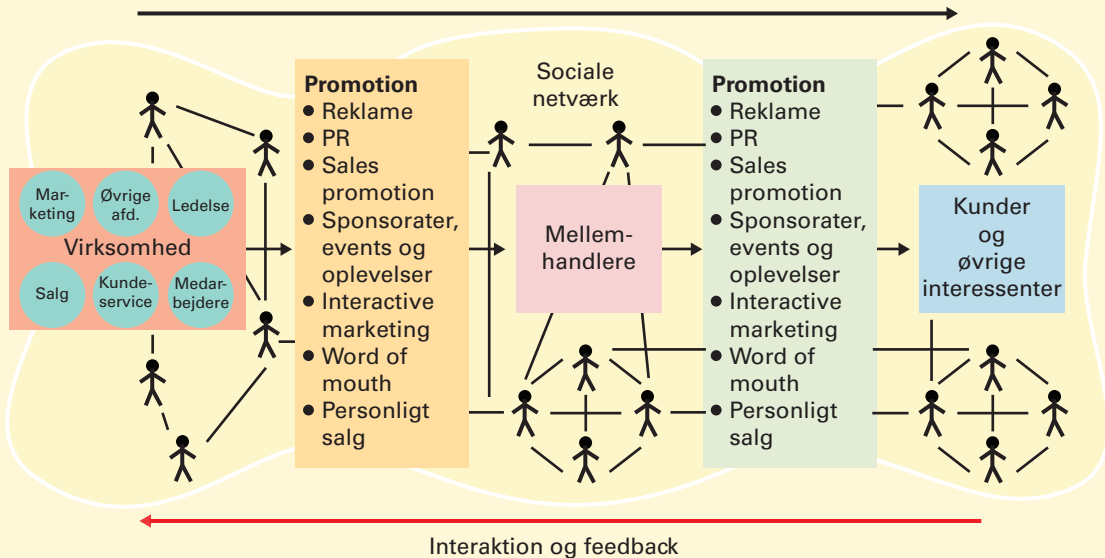 Mar-
keting
Øvrige
afd.
Ledelse
Virksomhed
Salg
Kunde-
service
Medar-
bejdere
Promotion
• Reklame
• PR
• Sales
promotion
• Sponsorater,
events og
oplevelser
• Interactive
marketing
• Word of
mouth
• Personligt
salg
Sociale
netværk
Mellem-
handlere
Promotion
• Reklame
• PR
• Sales
promotion
• Sponsorater,
events og
oplevelser
• Interactive
marketing
• Word of
mouth
• Personligt
salg
Kunder
og
øvrige
interessenter
Interaktion og feedback